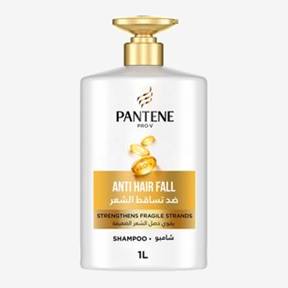 PANTENE
PRO-V
ANTI HAIR FALL
ضد تساقط الشعر
STRENGTHENS FRAGILE STRANDS
يقوي خصل الشعر الضعيفة
SHAMPOO • شامبو
1L